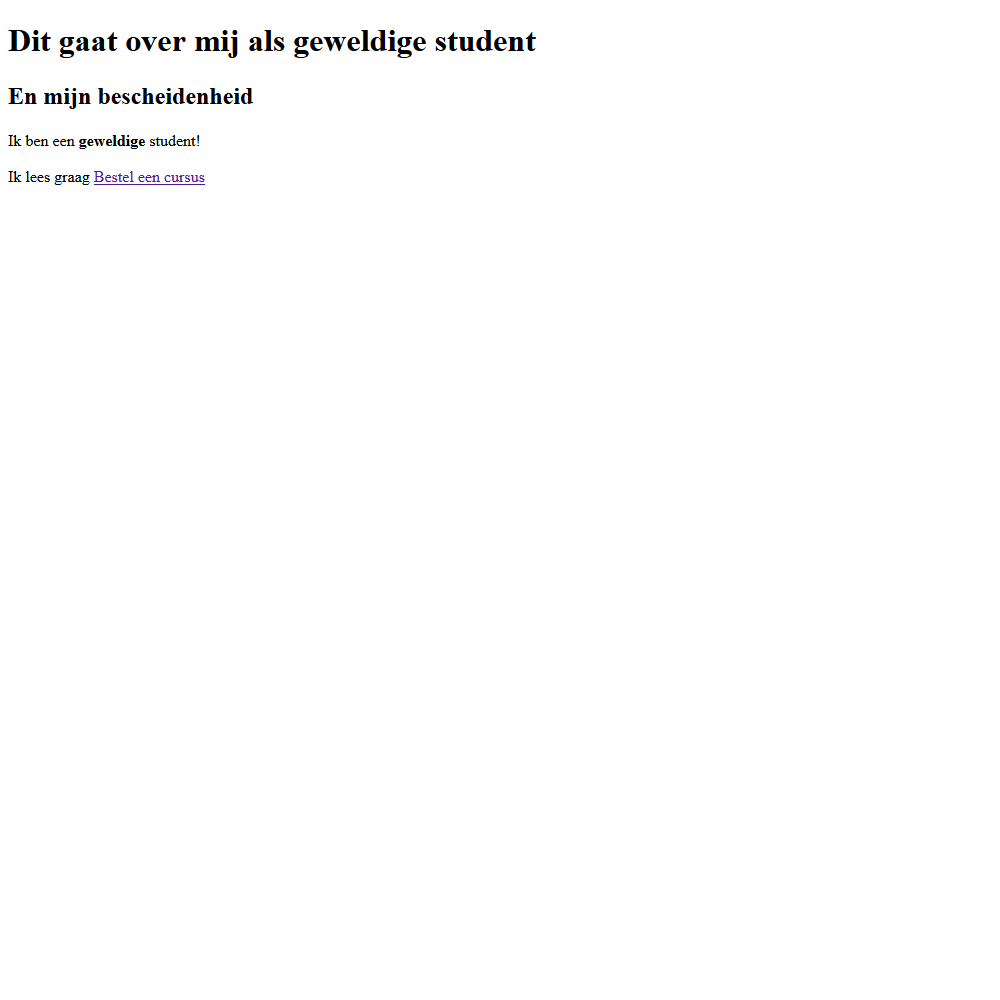 Dit gaat over mij als geweldige student
En mijn bescheidenheid
Ik ben een geweldige student!
Ik lees graag Bestel een cursus